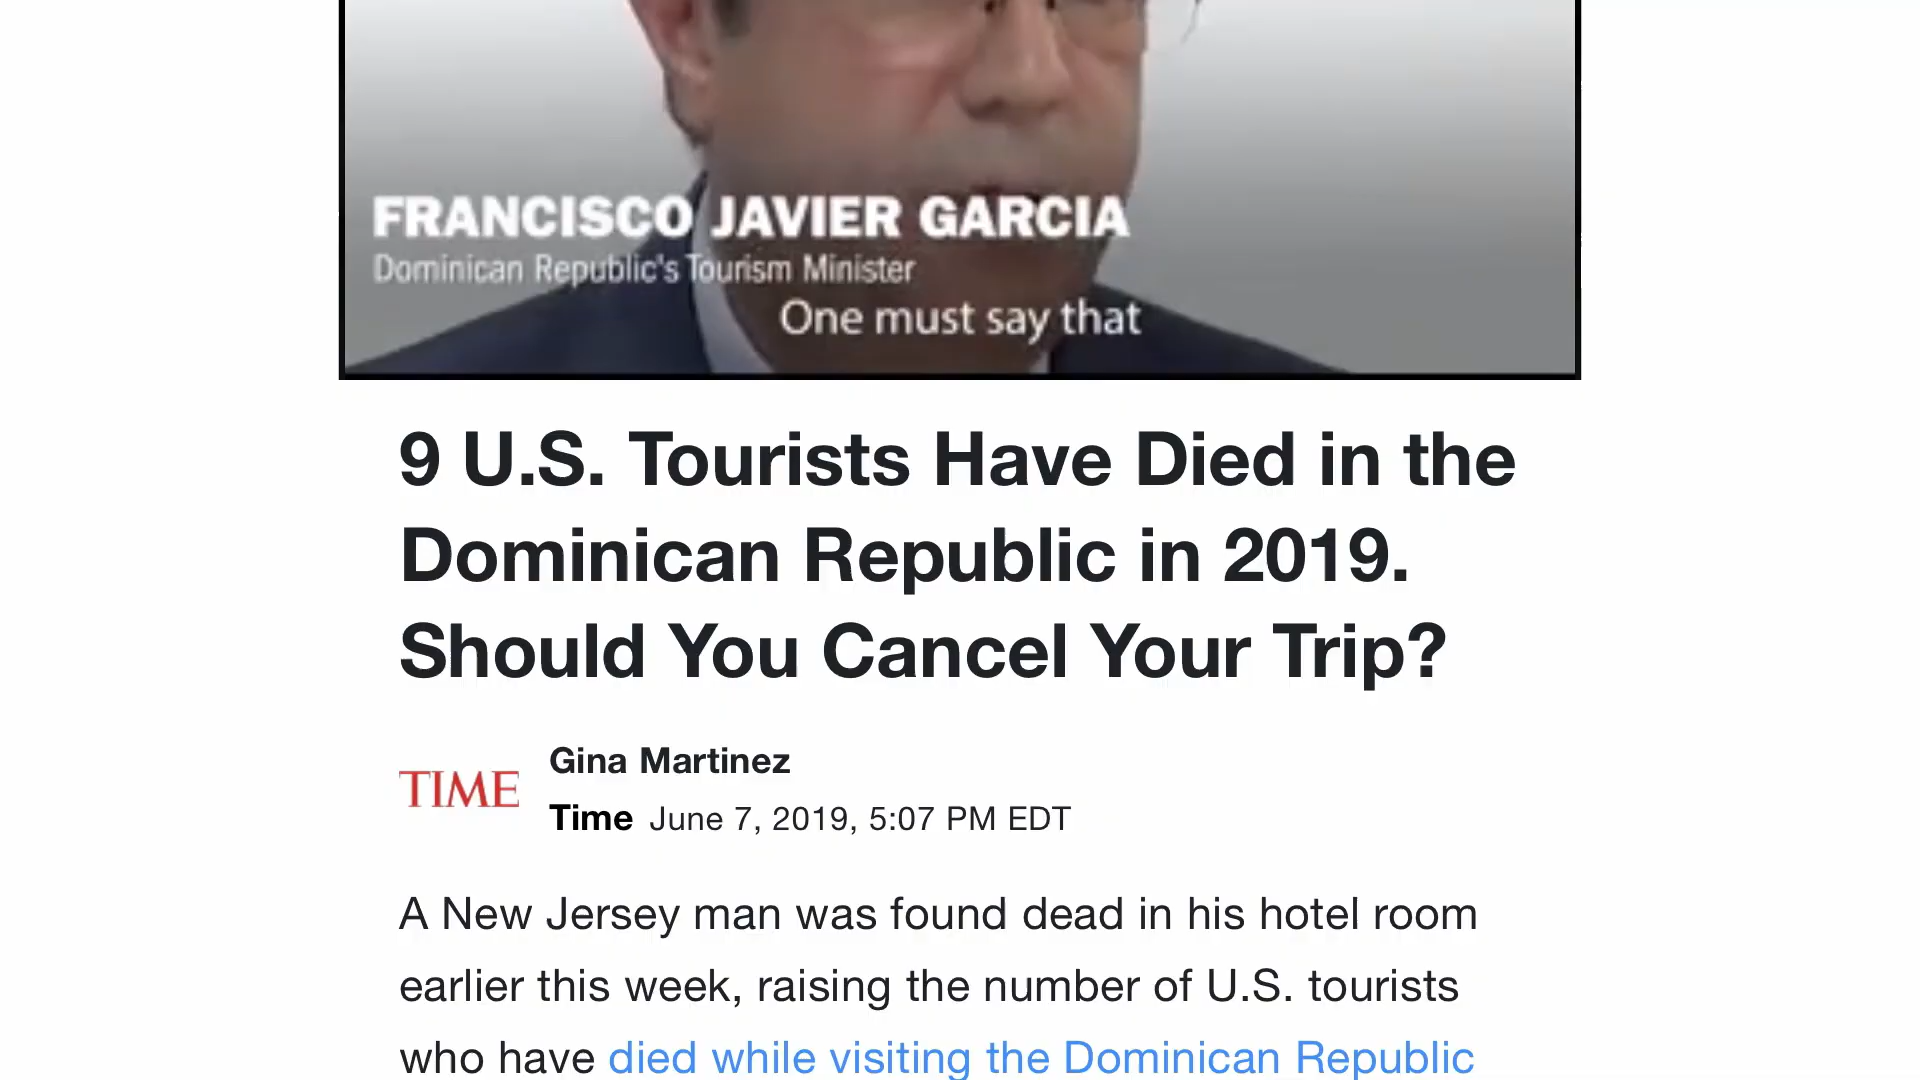 FRANCISCO JAVIER GARCIA
Dominican Republic's Tourism Minister
One must say that
9 U.S. Tourists Have Died in the
Dominican Republic in 2019.
Should You Cancel Your Trip?
TIME
Gina Martinez
Time June 7, 2019, 5:07 PM EDT
A New Jersey man was found dead in his hotel room
earlier this week, raising the number of U.S. tourists
who have died while visiting the Dominican Republic